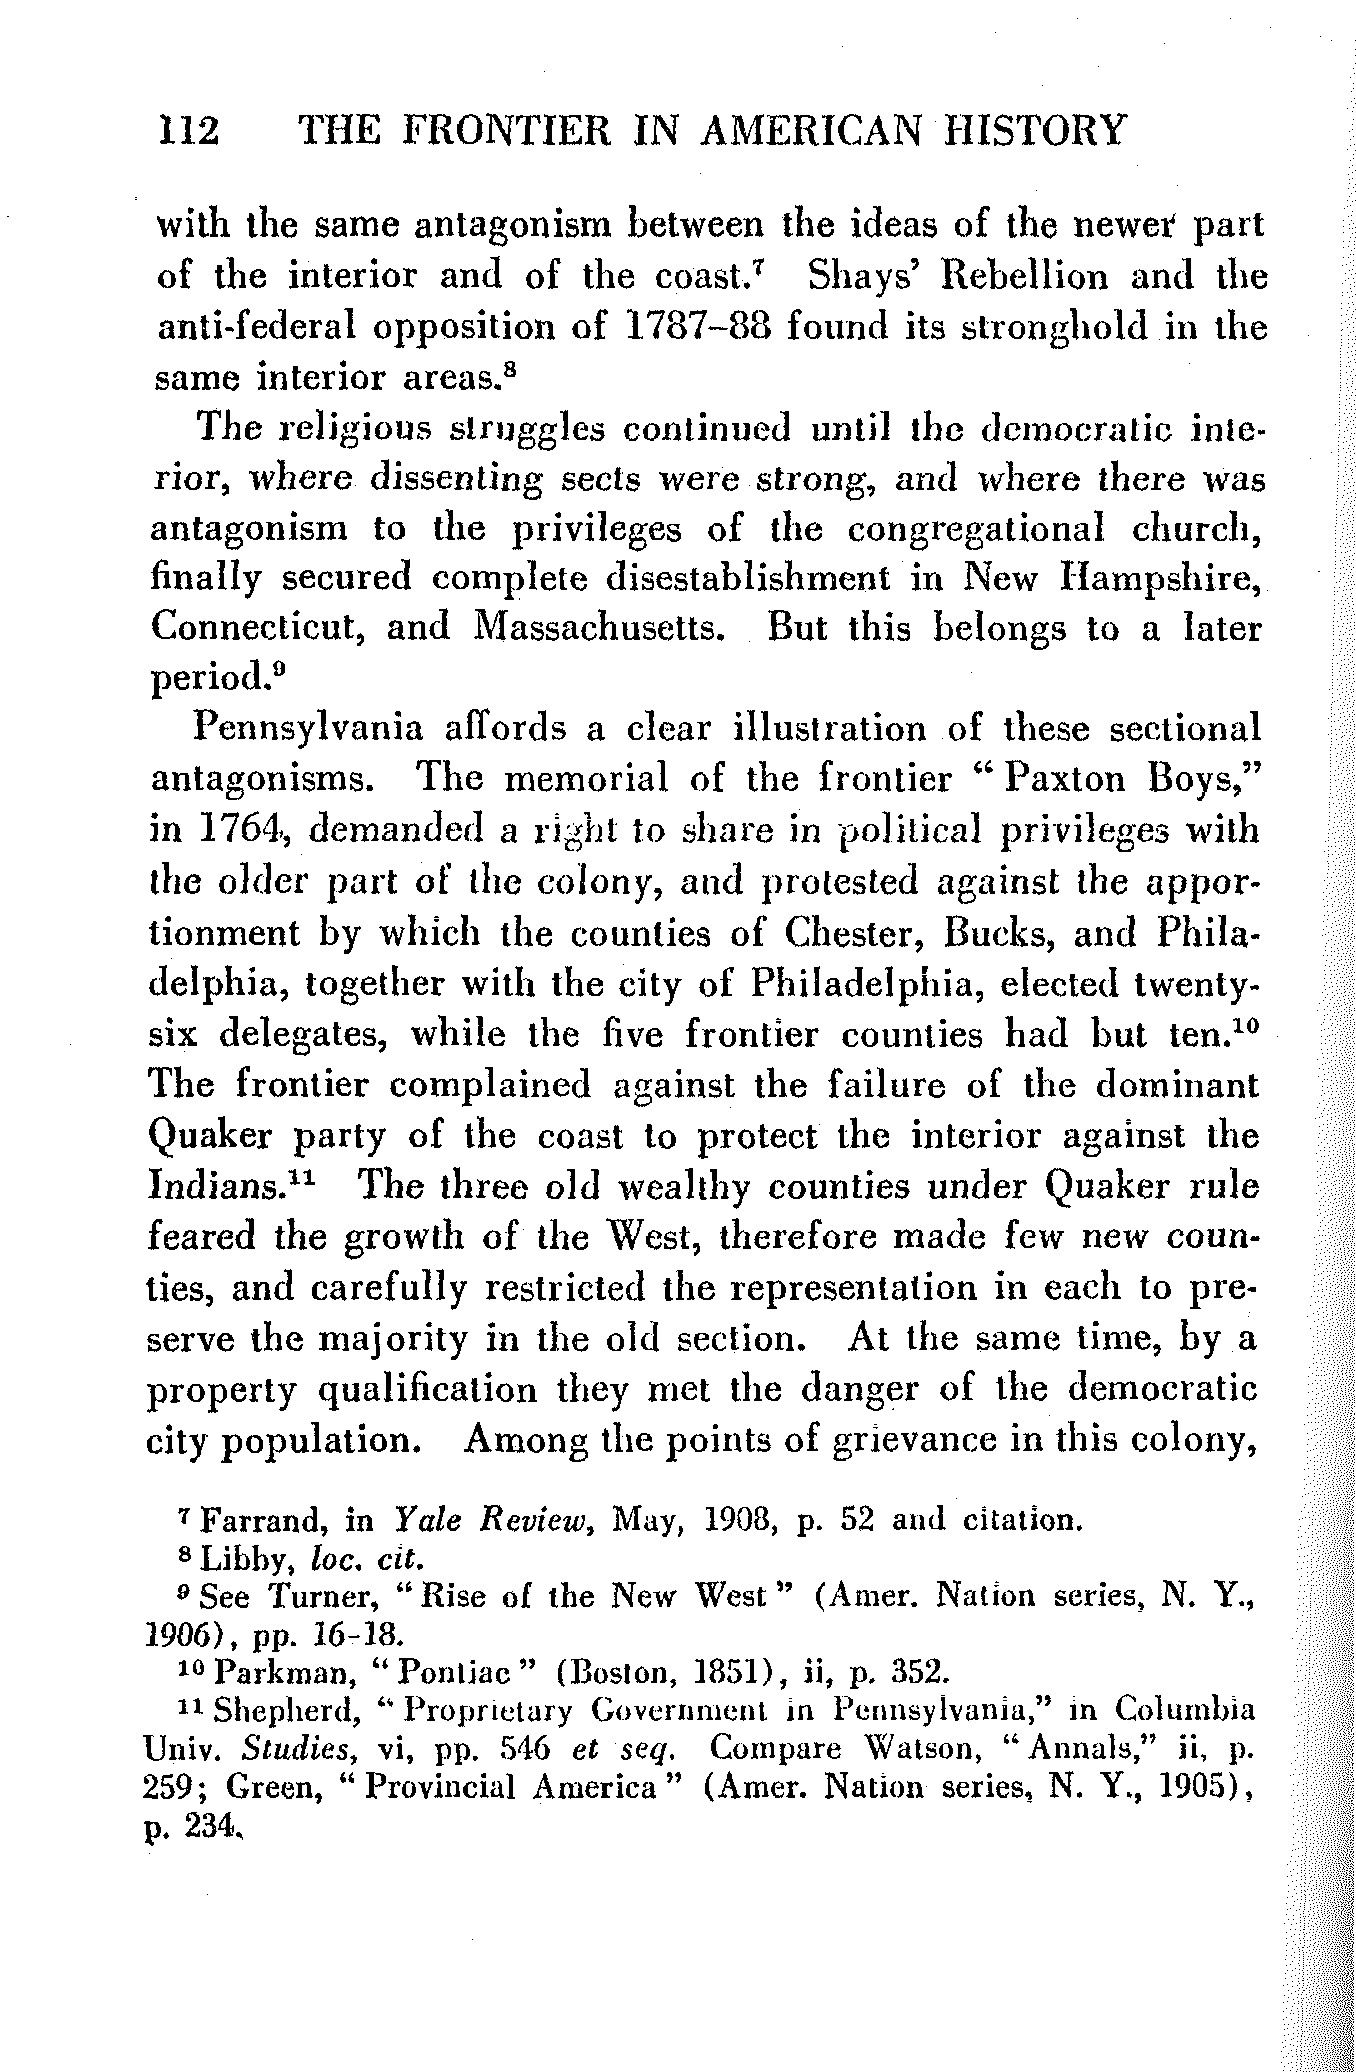 112 THE FRONTIER IN AMERICAN HISTORY
with the same antagonism between the ideas of the newer part
of the interior and of the coast.⁷ Shays’ Rebellion and the
anti-federal opposition of 1787–88 found its stronghold in the
same interior areas.⁸
The religious struggles continued until the democratic inte-
rior, where dissenting sects were strong, and where there was
antagonism to the privileges of the congregational church,
finally secured complete disestablishment in New Hampshire,
Connecticut, and Massachusetts. But this belongs to a later
period.⁹
Pennsylvania affords a clear illustration of these sectional
antagonisms. The memorial of the frontier “ Paxton Boys,”
in 1764, demanded a right to share in political privileges with
the older part of the colony, and protested against the appor-
tionment by which the counties of Chester, Bucks, and Phila-
delphia, together with the city of Philadelphia, elected twenty-
six delegates, while the five frontier counties had but ten.¹⁰
The frontier complained against the failure of the dominant
Quaker party of the coast to protect the interior against the
Indians.¹¹ The three old wealthy counties under Quaker rule
feared the growth of the West, therefore made few new coun-
ties, and carefully restricted the representation in each to pre-
serve the majority in the old section. At the same time, by a
property qualification they met the danger of the democratic
city population. Among the points of grievance in this colony,
⁷ Farrand, in Yale Review, May, 1908, p. 52 and citation.
⁸ Libby, loc. cit.
⁹ See Turner, “ Rise of the New West ” (Amer. Nation series, N. Y.,
1906), pp. 16–18.
¹⁰ Parkman, “ Pontiac ” (Boston, 1851), ii, p. 352.
¹¹ Shepherd, “ Proprietary Government in Pennsylvania,” in Columbia
Univ. Studies, vi, pp. 546 et seq. Compare Watson, “ Annals,” ii, p.
259; Green, “ Provincial America ” (Amer. Nation series, N. Y., 1905),
p. 234.